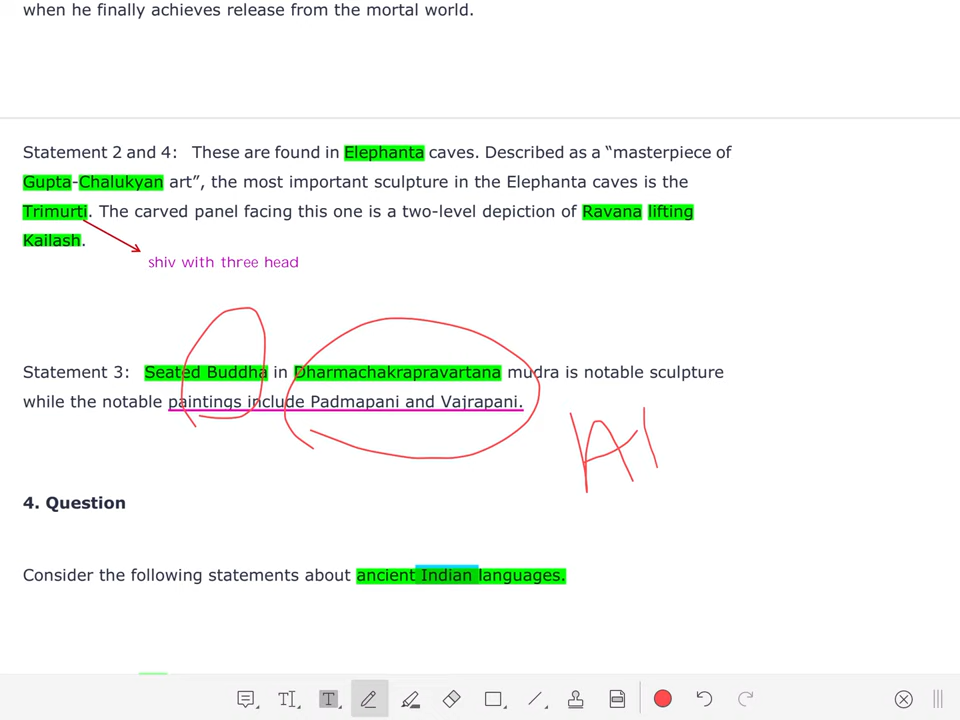 when he finally achieves release from the mortal world.
Statement 2 and 4: These are found in Elephanta caves. Described as a “masterpiece of
Gupta-Chalukyan art”, the most important sculpture in the Elephanta caves is the
Trimurti. The carved panel facing this one is a two-level depiction of Ravana lifting
Kailash.
shiv with three head
Statement 3: Seated Buddha in Dharmachakrapravartana mudra is notable sculpture
while the notable paintings include Padmapani and Vajrapani.
4. Question
Consider the following statements about ancient Indian languages.